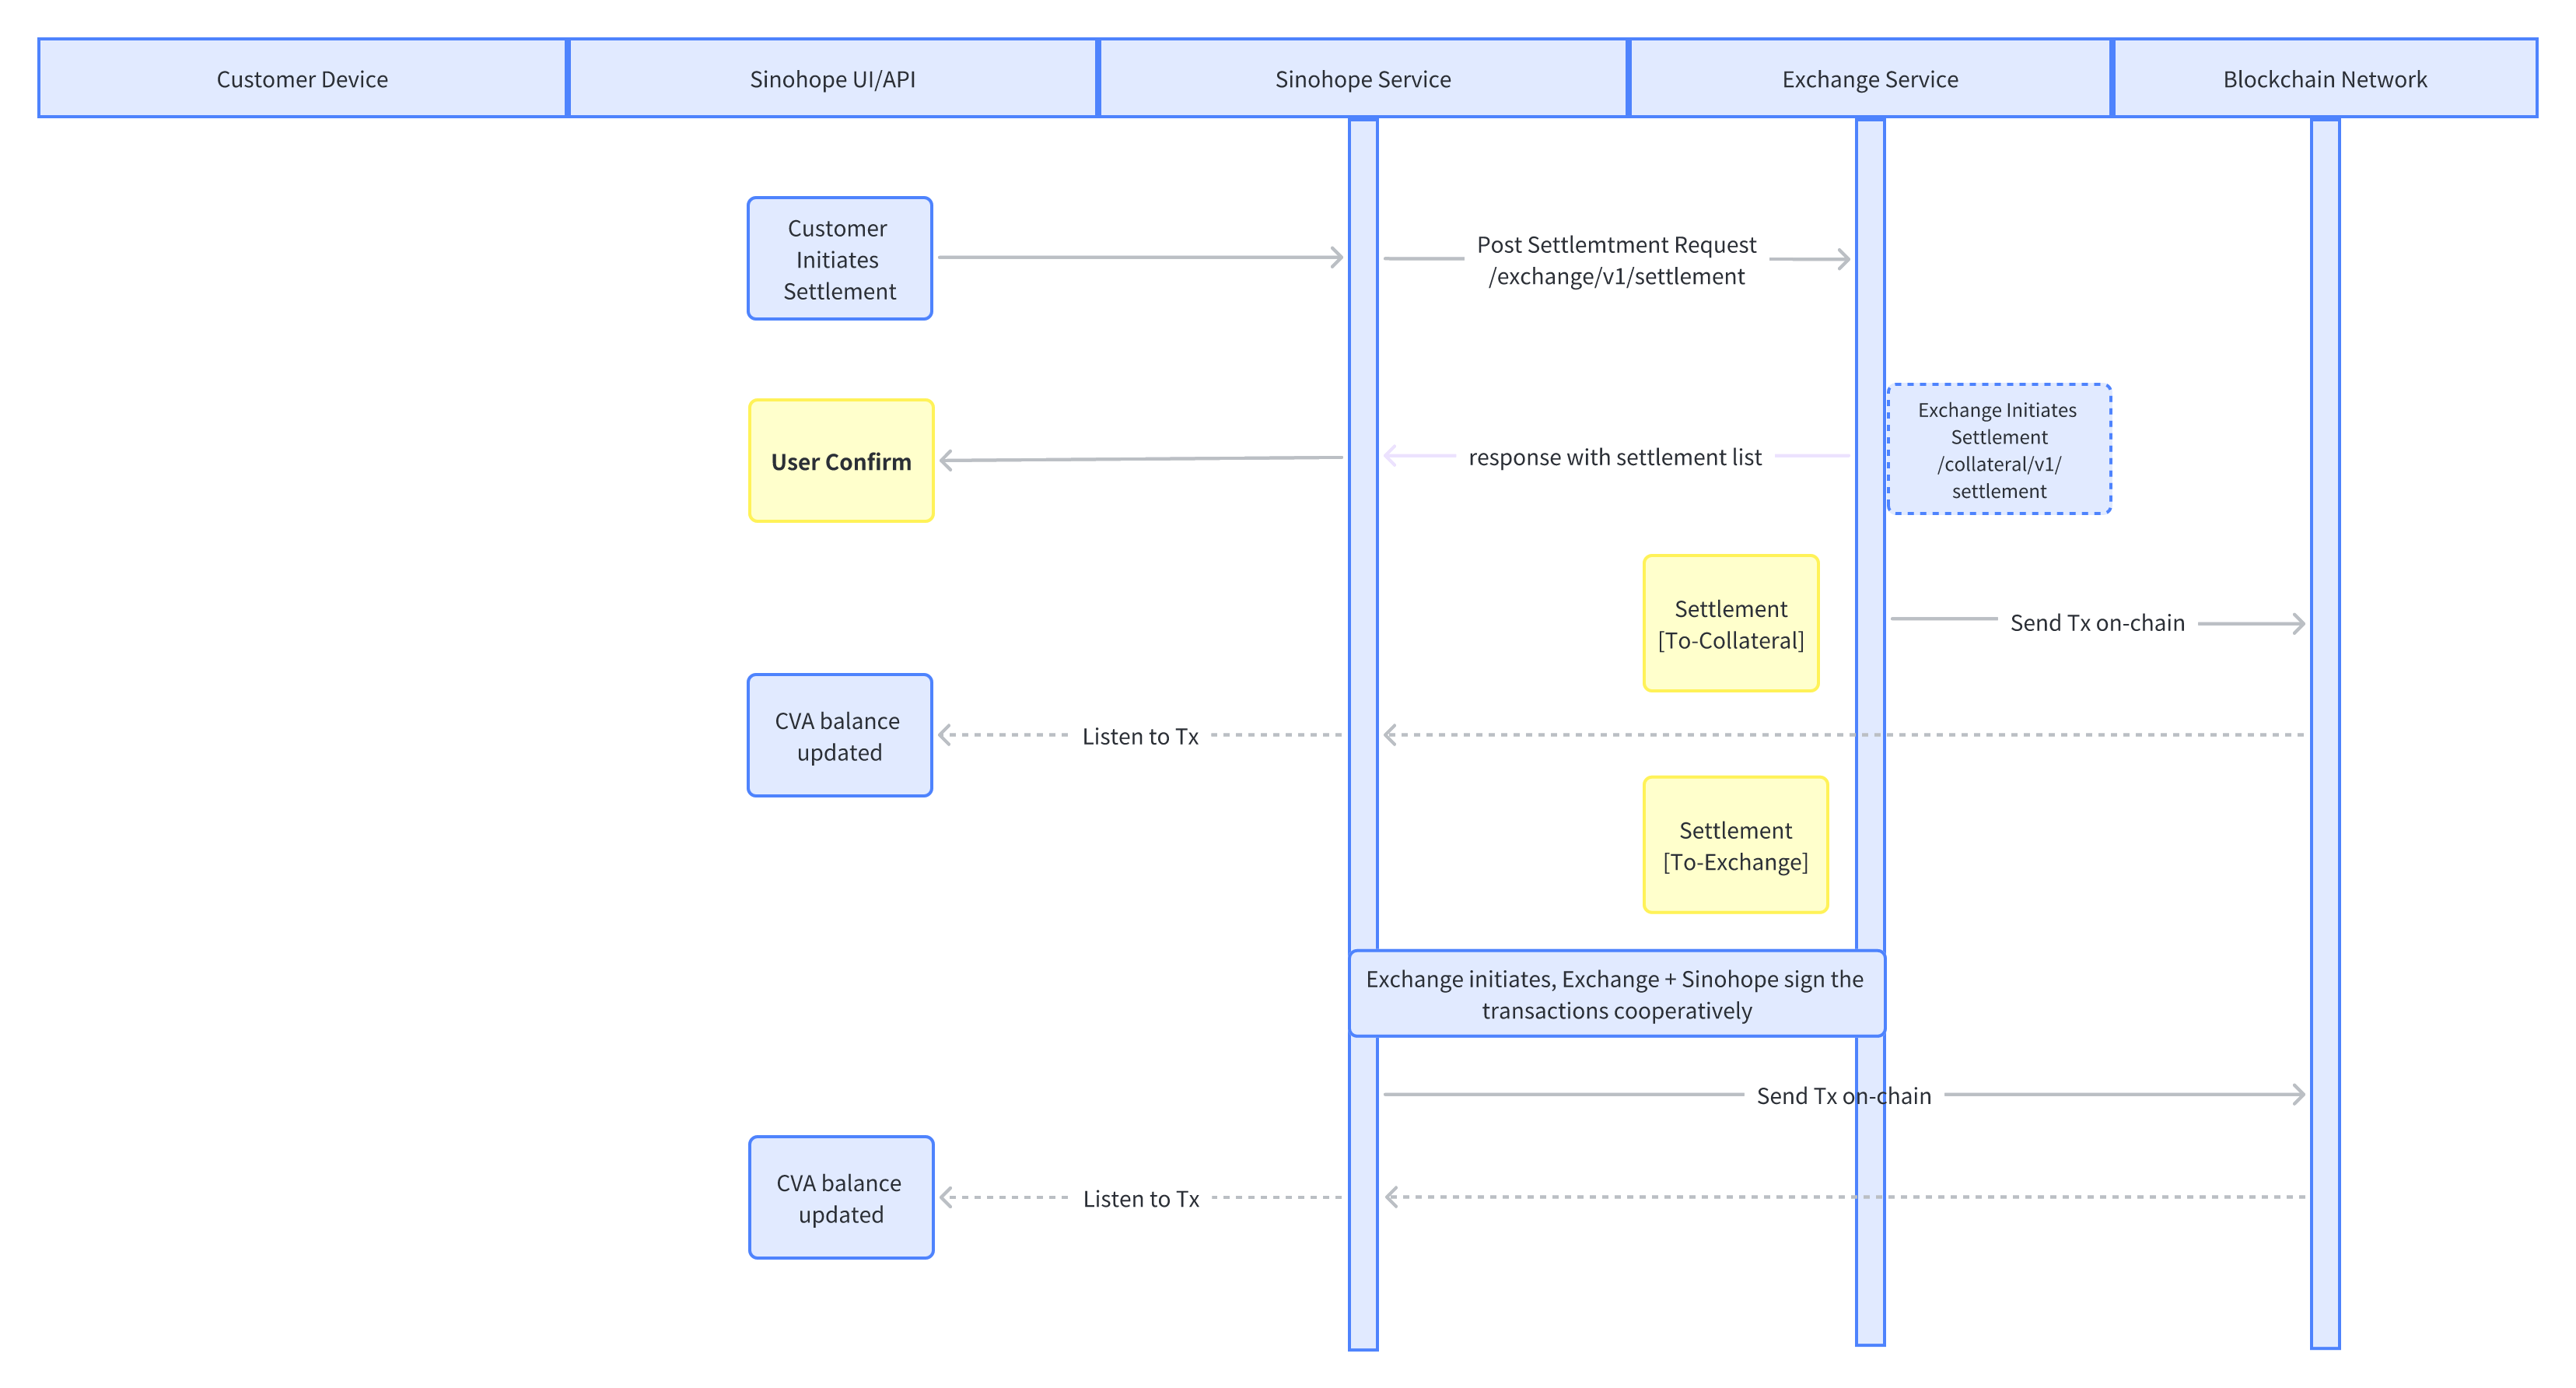 Customer Device
Sinohope UI/API
Sinohope Service
Exchange Service
Blockchain Network
Customer
Initiates
Settlement
Post Settlemtment Request
/exchange/v1/settlement
User Confirm
response with settlement list
Exchange Initiates
Settlement
/collateral/v1/
settlement
Settlement
[To-Collateral]
Send Tx on-chain
CVA balance
updated
Listen to Tx
Settlement
[To-Exchange]
Exchange initiates, Exchange + Sinohope sign the
transactions cooperatively
Send Tx on-chain
CVA balance
updated
Listen to Tx